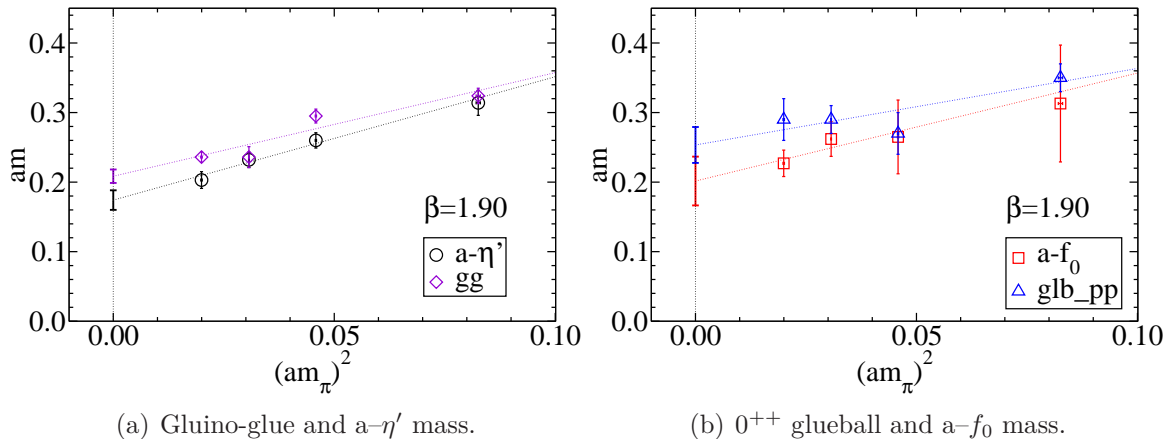 0.4
0.3
0.2
0.1
0.0
am
0.00
0.05
0.10
(amπ)²
β=1.90
a-η'
gg
(a) Gluino-glue and a–η′ mass.
0.4
0.3
0.2
0.1
0.0
am
0.00
0.05
0.10
(amπ)²
β=1.90
a-f₀
glb_pp
(b) 0⁺⁺ glueball and a–f₀ mass.